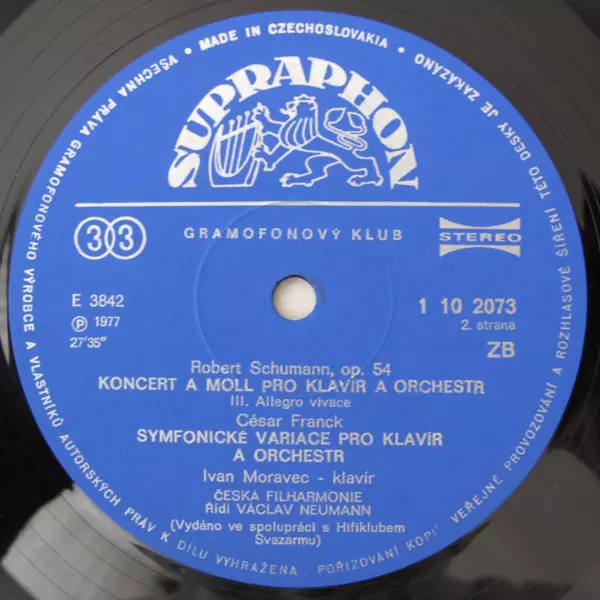 VŠECHNA PRÁVA GRAMOFONOVÉHO VÝROBCE A VLASTNÍKŮ AUTORSKÝCH PRÁV K DÍLU VYHRAŽENA. POŘIZOVÁNÍ KOPIÍ, VEŘEJNÉ PROVOZOVÁNÍ A ROZHLASOVÉ ŠÍŘENÍ TÉTO DESKY JE ZAKÁZÁNO • MADE IN CZECHOSLOVAKIA •
SUPRAPHON
33
GRAMOFONOVÝ KLUB
STEREO
E 3842
℗ 1977
27'35"
1 10 2073
2. strana
ZB
Robert Schumann, op. 54
KONCERT A MOLL PRO KLAVÍR A ORCHESTR
III. Allegro vivace
César Franck
SYMFONICKÉ VARIACE PRO KLAVÍR
A ORCHESTR
Ivan Moravec - klavír
ČESKÁ FILHARMONIE
Řídí VÁCLAV NEUMANN
(Vydáno ve spolupráci s Hifiklubem
Svazarmu)